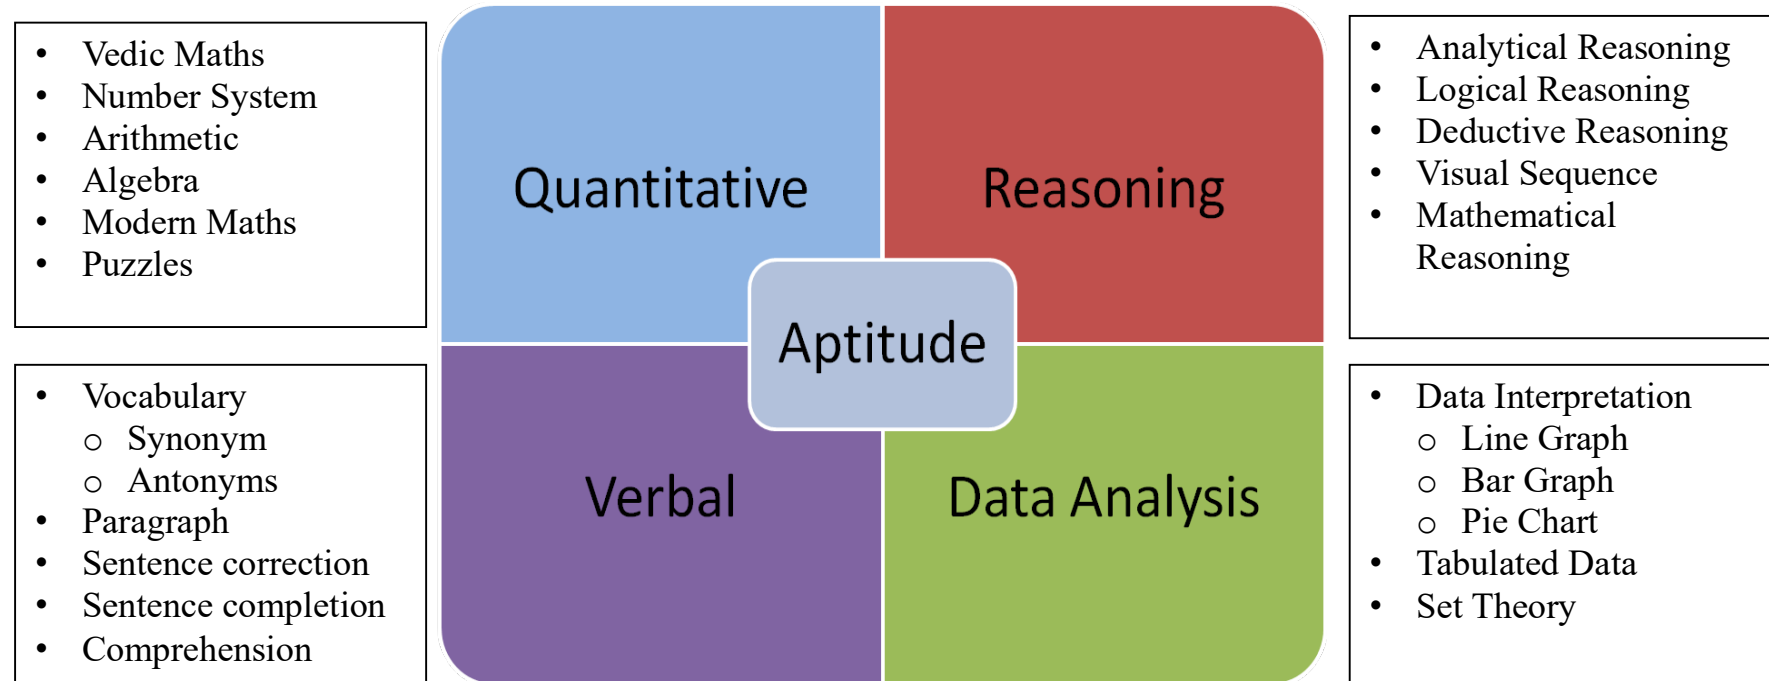 • Vedic Maths
• Number System
• Arithmetic
• Algebra
• Modern Maths
• Puzzles
Quantitative
Reasoning
• Analytical Reasoning
• Logical Reasoning
• Deductive Reasoning
• Visual Sequence
• Mathematical
Reasoning
Aptitude
• Vocabulary
o Synonym
o Antonyms
• Paragraph
• Sentence correction
• Sentence completion
• Comprehension
Verbal
Data Analysis
• Data Interpretation
o Line Graph
o Bar Graph
o Pie Chart
• Tabulated Data
• Set Theory